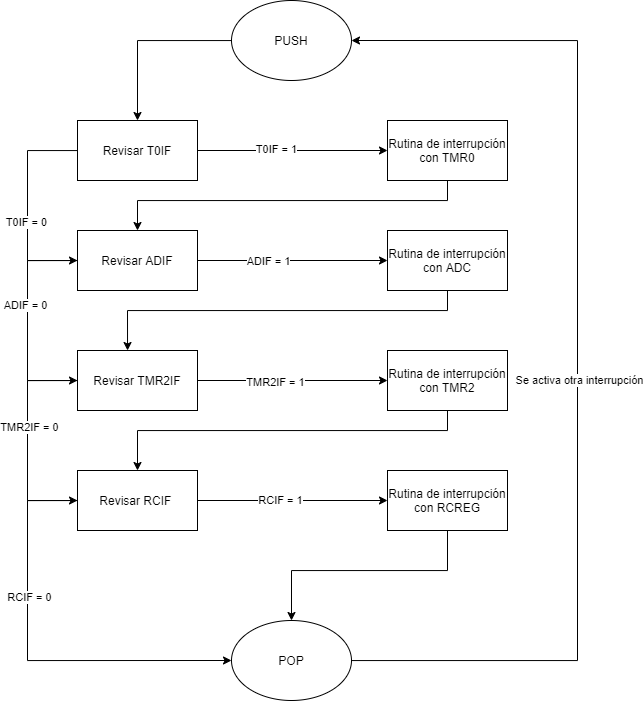 PUSH
Revisar T0IF
T0IF = 1
Rutina de interrupción
con TMR0
T0IF = 0
Revisar ADIF
ADIF = 1
Rutina de interrupción
con ADC
ADIF = 0
Revisar TMR2IF
TMR2IF = 1
Rutina de interrupción
con TMR2
Se activa otra interrupción
TMR2IF = 0
Revisar RCIF
RCIF = 1
Rutina de interrupción
con RCREG
RCIF = 0
POP